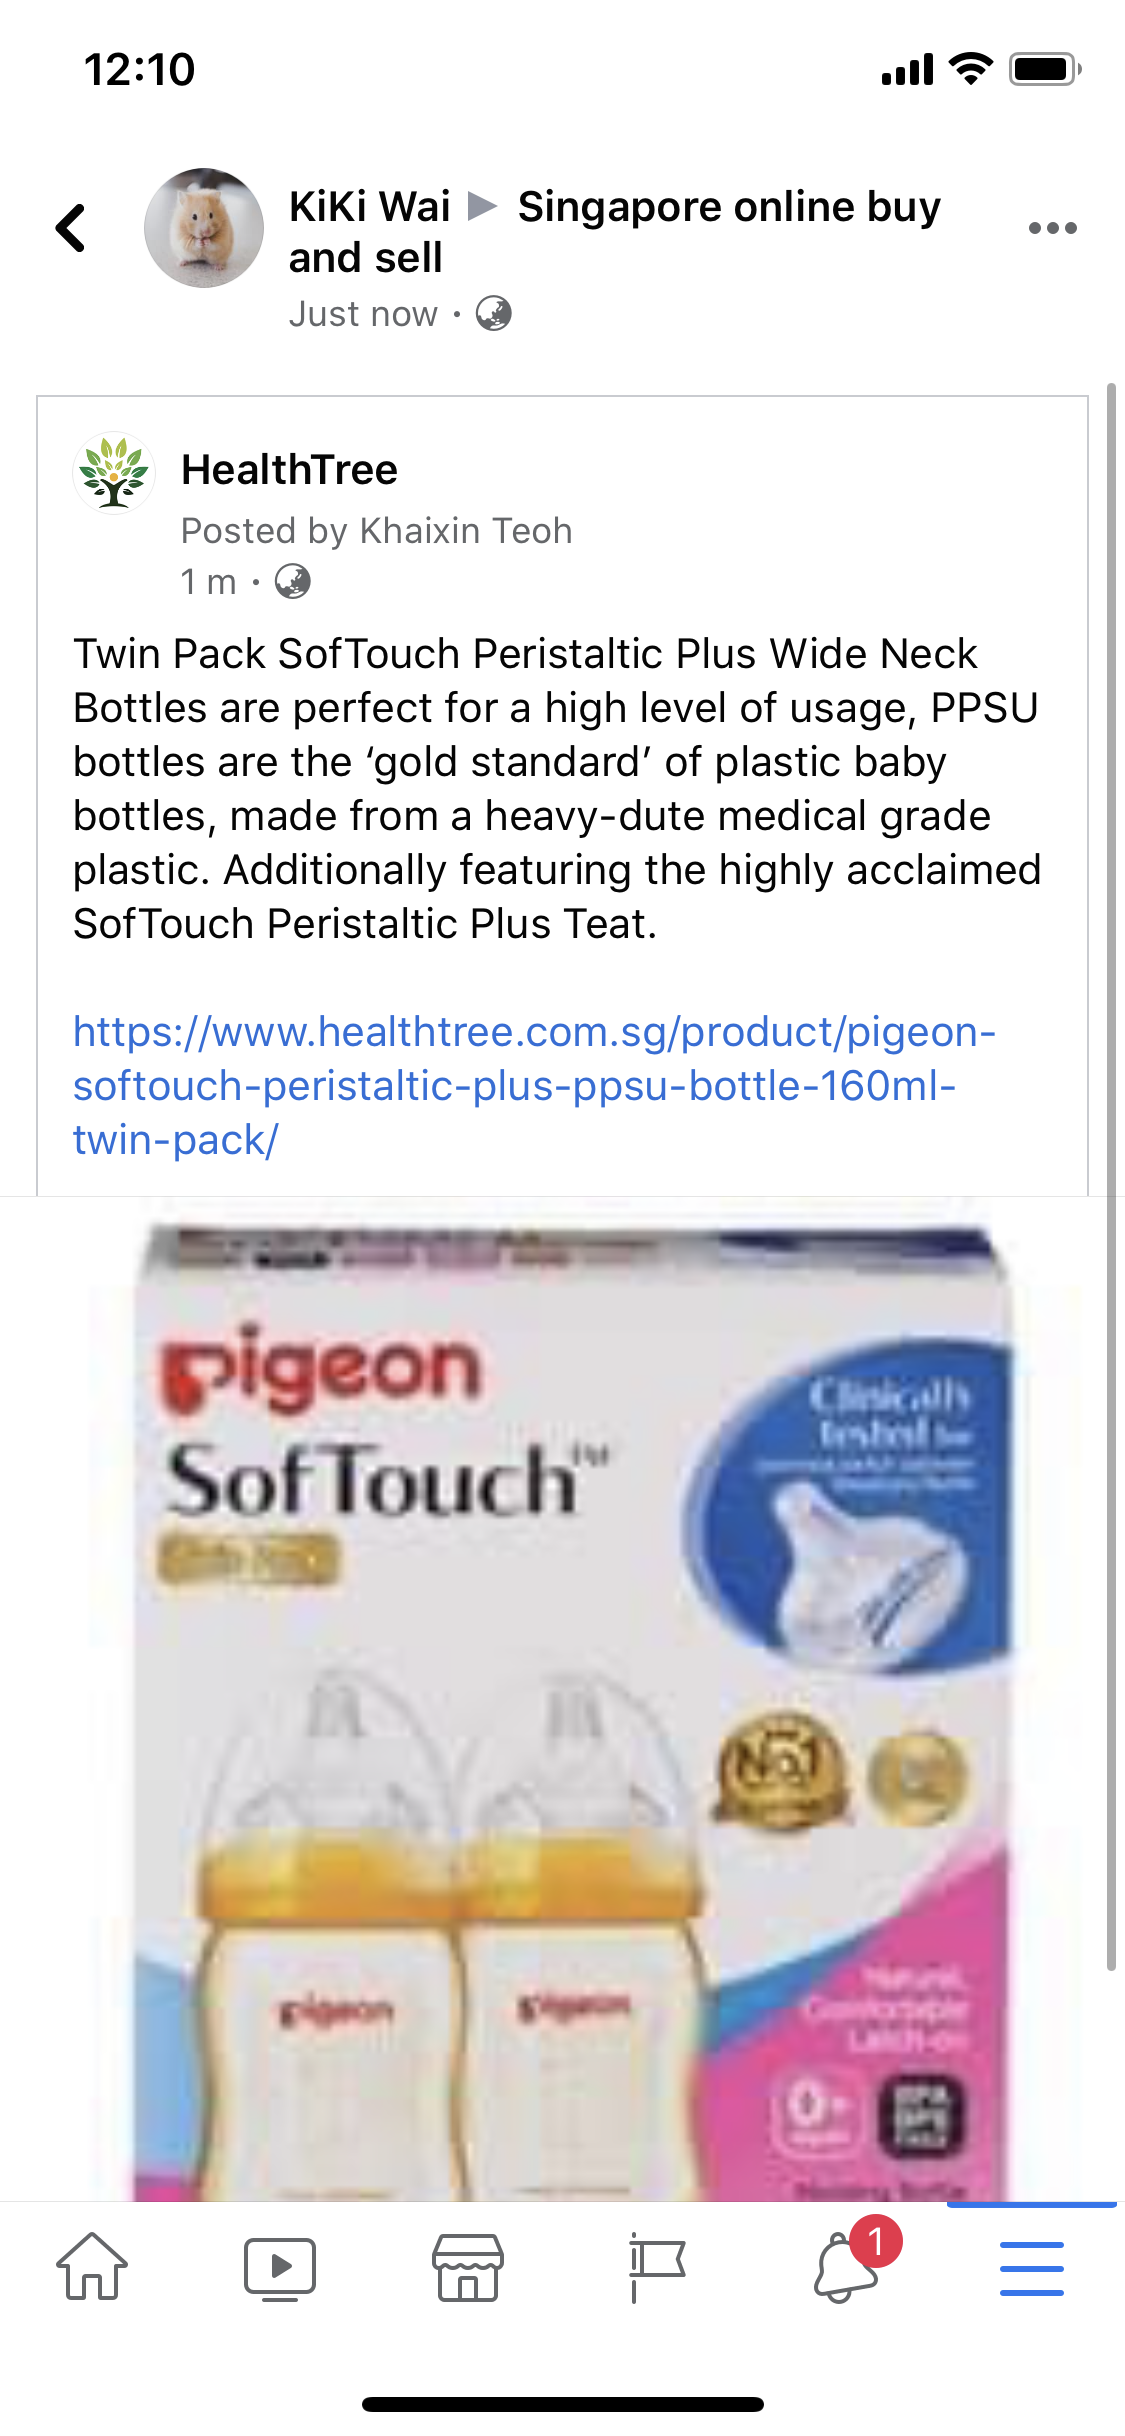 12:10
KiKi Wai ▶ Singapore online buy
and sell
Just now ·
HealthTree
Posted by Khaixin Teoh
1 m ·
Twin Pack SofTouch Peristaltic Plus Wide Neck
Bottles are perfect for a high level of usage, PPSU
bottles are the ‘gold standard’ of plastic baby
bottles, made from a heavy-dute medical grade
plastic. Additionally featuring the highly acclaimed
SofTouch Peristaltic Plus Teat.
https://www.healthtree.com.sg/product/pigeon-
softouch-peristaltic-plus-ppsu-bottle-160ml-
twin-pack/
pigeon
SofTouch™
Clinically
Tested
No.1
pigeon
pigeon
Natural,
Comfortable
Latch-on
0+
BPA
BPS
FREE
1